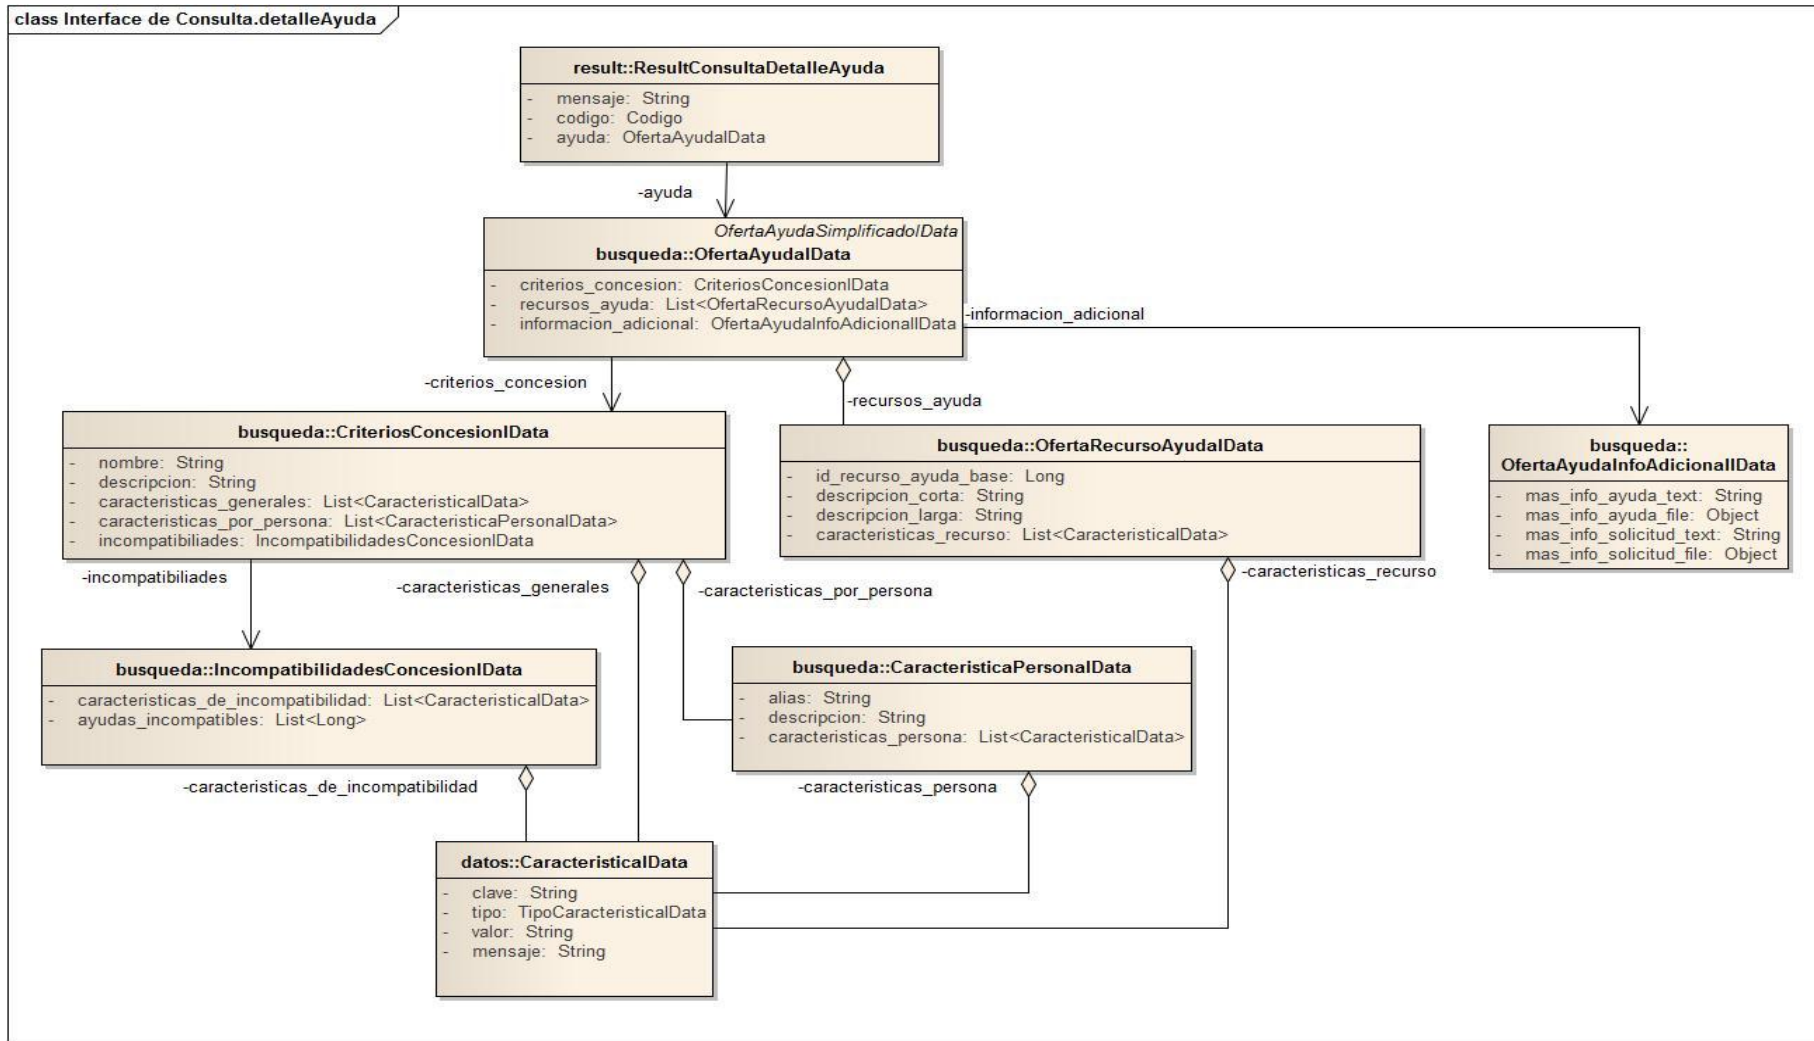 class Interface de Consulta.detalleAyuda
result::ResultConsultaDetalleAyuda
- mensaje: String
- codigo: Codigo
- ayuda: OfertaAyudaIData
-ayuda
OfertaAyudaSimplificadoIData
busqueda::OfertaAyudaIData
- criterios_concesion: CriteriosConcesionIData
- recursos_ayuda: List<OfertaRecursoAyudaIData>
- informacion_adicional: OfertaAyudaInfoAdicionalIData
-informacion_adicional
-criterios_concesion
-recursos_ayuda
busqueda::CriteriosConcesionIData
- nombre: String
- descripcion: String
- caracteristicas_generales: List<CaracteristicaIData>
- caracteristicas_por_persona: List<CaracteristicaPersonaIData>
- incompatibiliades: IncompatibilidadesConcesionIData
busqueda::OfertaRecursoAyudaIData
- id_recurso_ayuda_base: Long
- descripcion_corta: String
- descripcion_larga: String
- caracteristicas_recurso: List<CaracteristicaIData>
busqueda::
OfertaAyudaInfoAdicionalIData
- mas_info_ayuda_text: String
- mas_info_ayuda_file: Object
- mas_info_solicitud_text: String
- mas_info_solicitud_file: Object
-incompatibiliades
-caracteristicas_generales
-caracteristicas_por_persona
-caracteristicas_recurso
busqueda::IncompatibilidadesConcesionIData
- caracteristicas_de_incompatibilidad: List<CaracteristicaIData>
- ayudas_incompatibles: List<Long>
busqueda::CaracteristicaPersonaIData
- alias: String
- descripcion: String
- caracteristicas_persona: List<CaracteristicaIData>
-caracteristicas_de_incompatibilidad
-caracteristicas_persona
datos::CaracteristicaIData
- clave: String
- tipo: TipoCaracteristicaIData
- valor: String
- mensaje: String